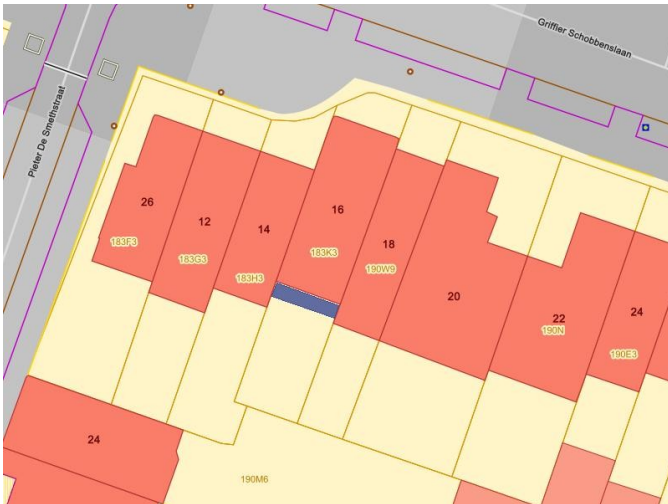 Griffier Schobbenslaan
Pieter De Smethstraat
26
12
14
16
18
20
22
24
183F3
183G3
183H3
183K3
190W9
190N
190E3
24
190M6